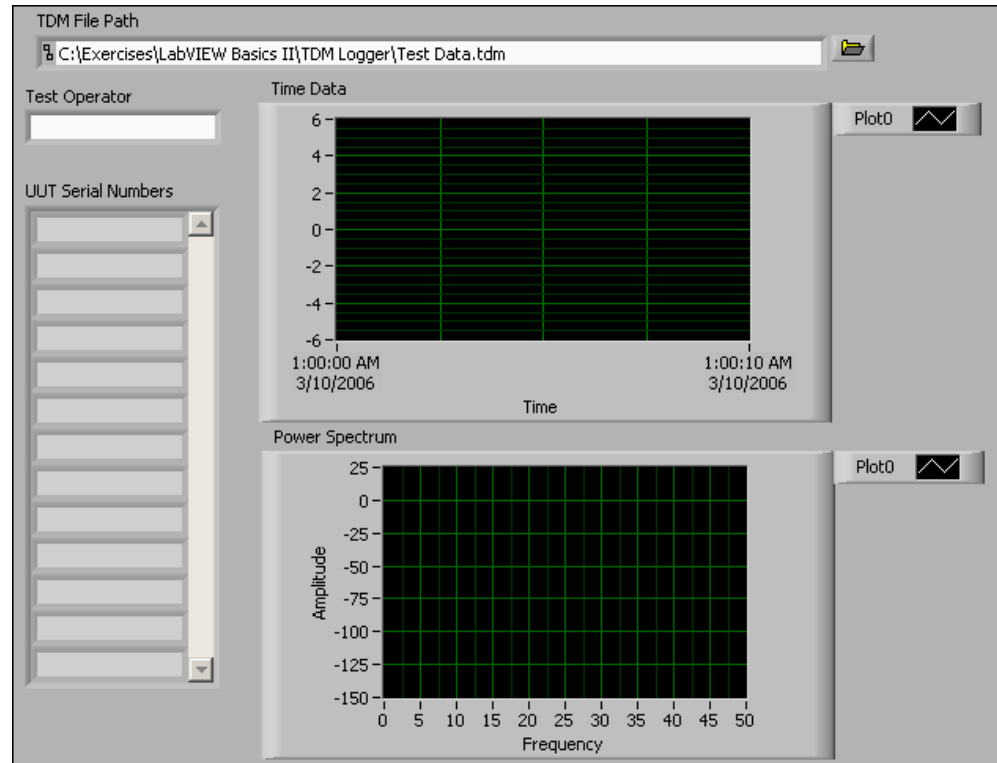 TDM File Path
C:\Exercises\LabVIEW Basics II\TDM Logger\Test Data.tdm
Test Operator
UUT Serial Numbers
Time Data
Plot0
6
4
2
0
-2
-4
-6
1:00:00 AM
3/10/2006
1:00:10 AM
3/10/2006
Time
Power Spectrum
Plot0
Amplitude
25
0
-25
-50
-75
-100
-125
-150
0 5 10 15 20 25 30 35 40 45 50
Frequency